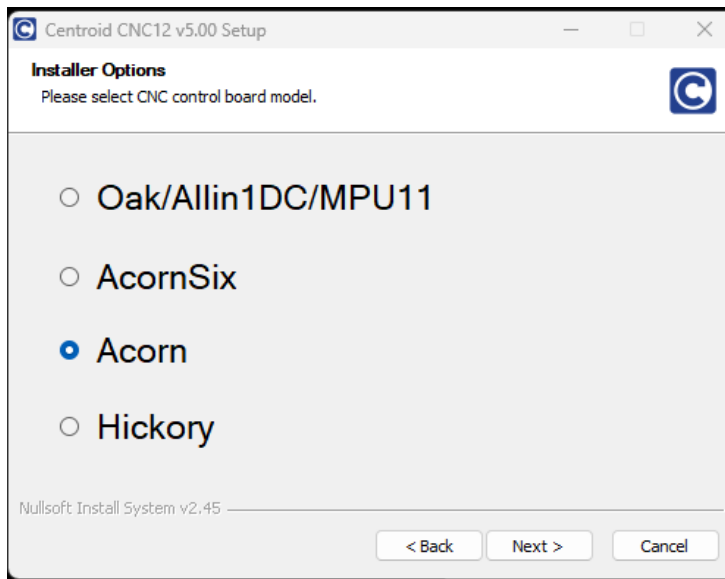 Centroid CNC12 v5.00 Setup
Installer Options
Please select CNC control board model.
Oak/Allin1DC/MPU11
AcornSix
Acorn
Hickory
Nullsoft Install System v2.45
< Back Next > Cancel